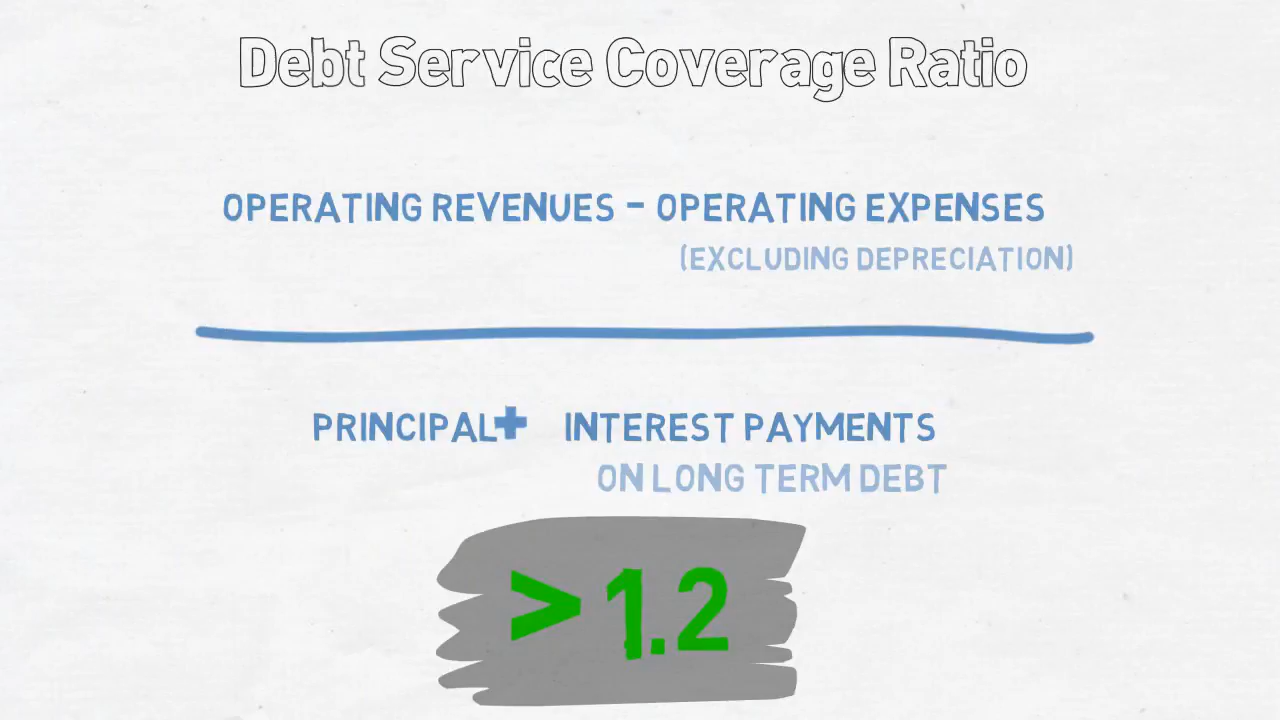 Debt Service Coverage Ratio
OPERATING REVENUES - OPERATING EXPENSES
(EXCLUDING DEPRECIATION)
PRINCIPAL+ INTEREST PAYMENTS
ON LONG TERM DEBT
> 1.2